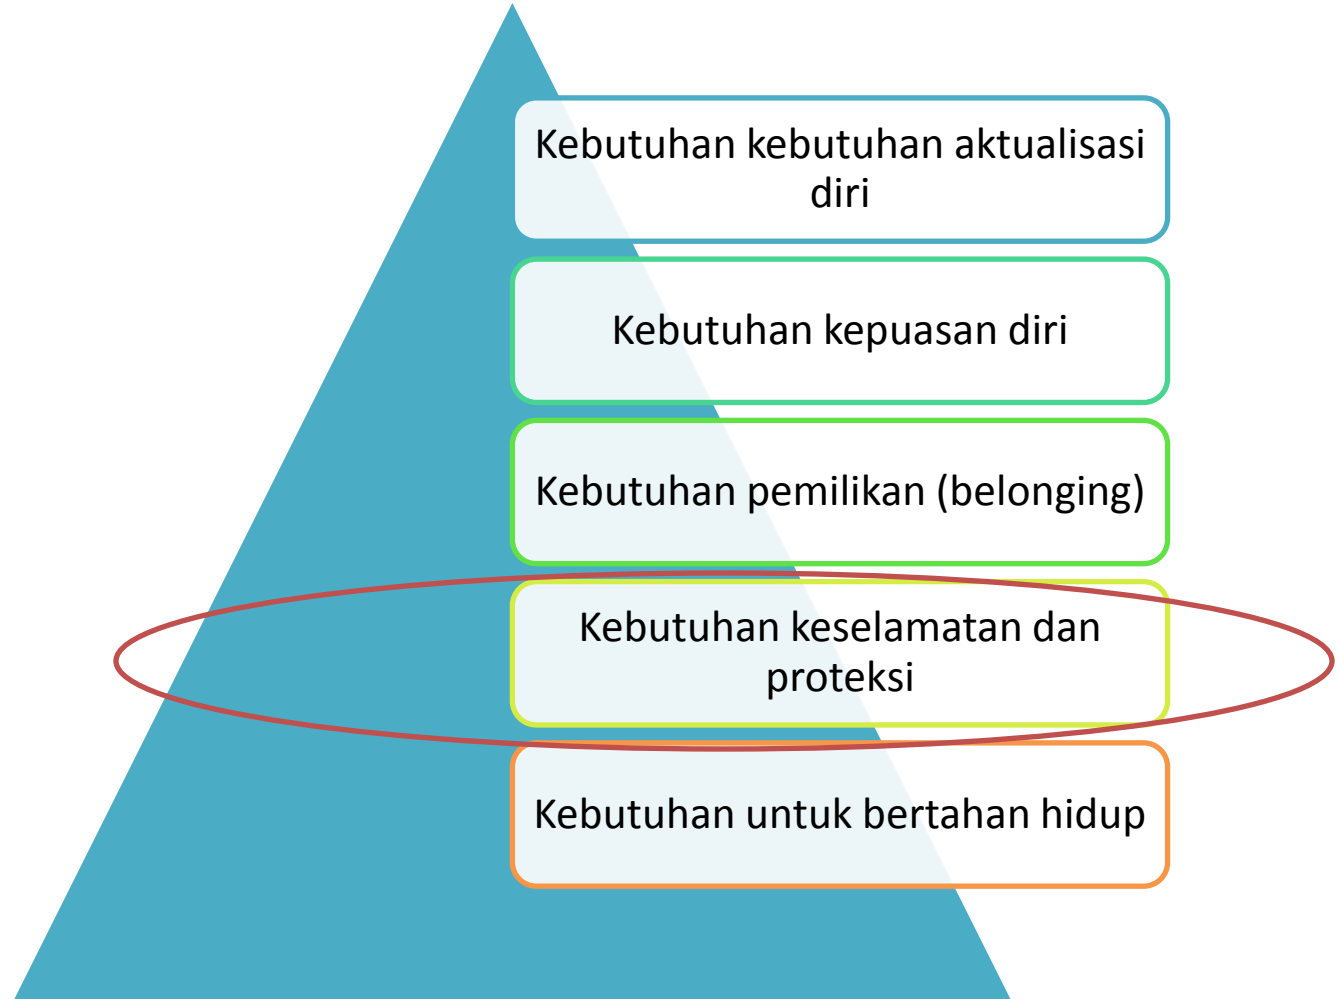 Kebutuhan kebutuhan aktualisasi
diri
Kebutuhan kepuasan diri
Kebutuhan pemilikan (belonging)
Kebutuhan keselamatan dan
proteksi
Kebutuhan untuk bertahan hidup